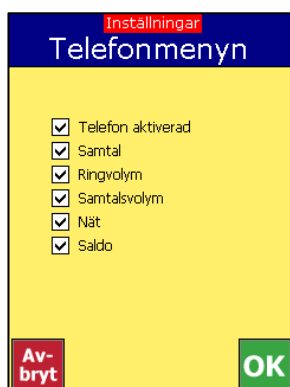 Inställningar
Telefonmenyn
Telefon aktiverad
Samtal
Ringvolym
Samtalsvolym
Nät
Saldo
Av-
bryt
OK